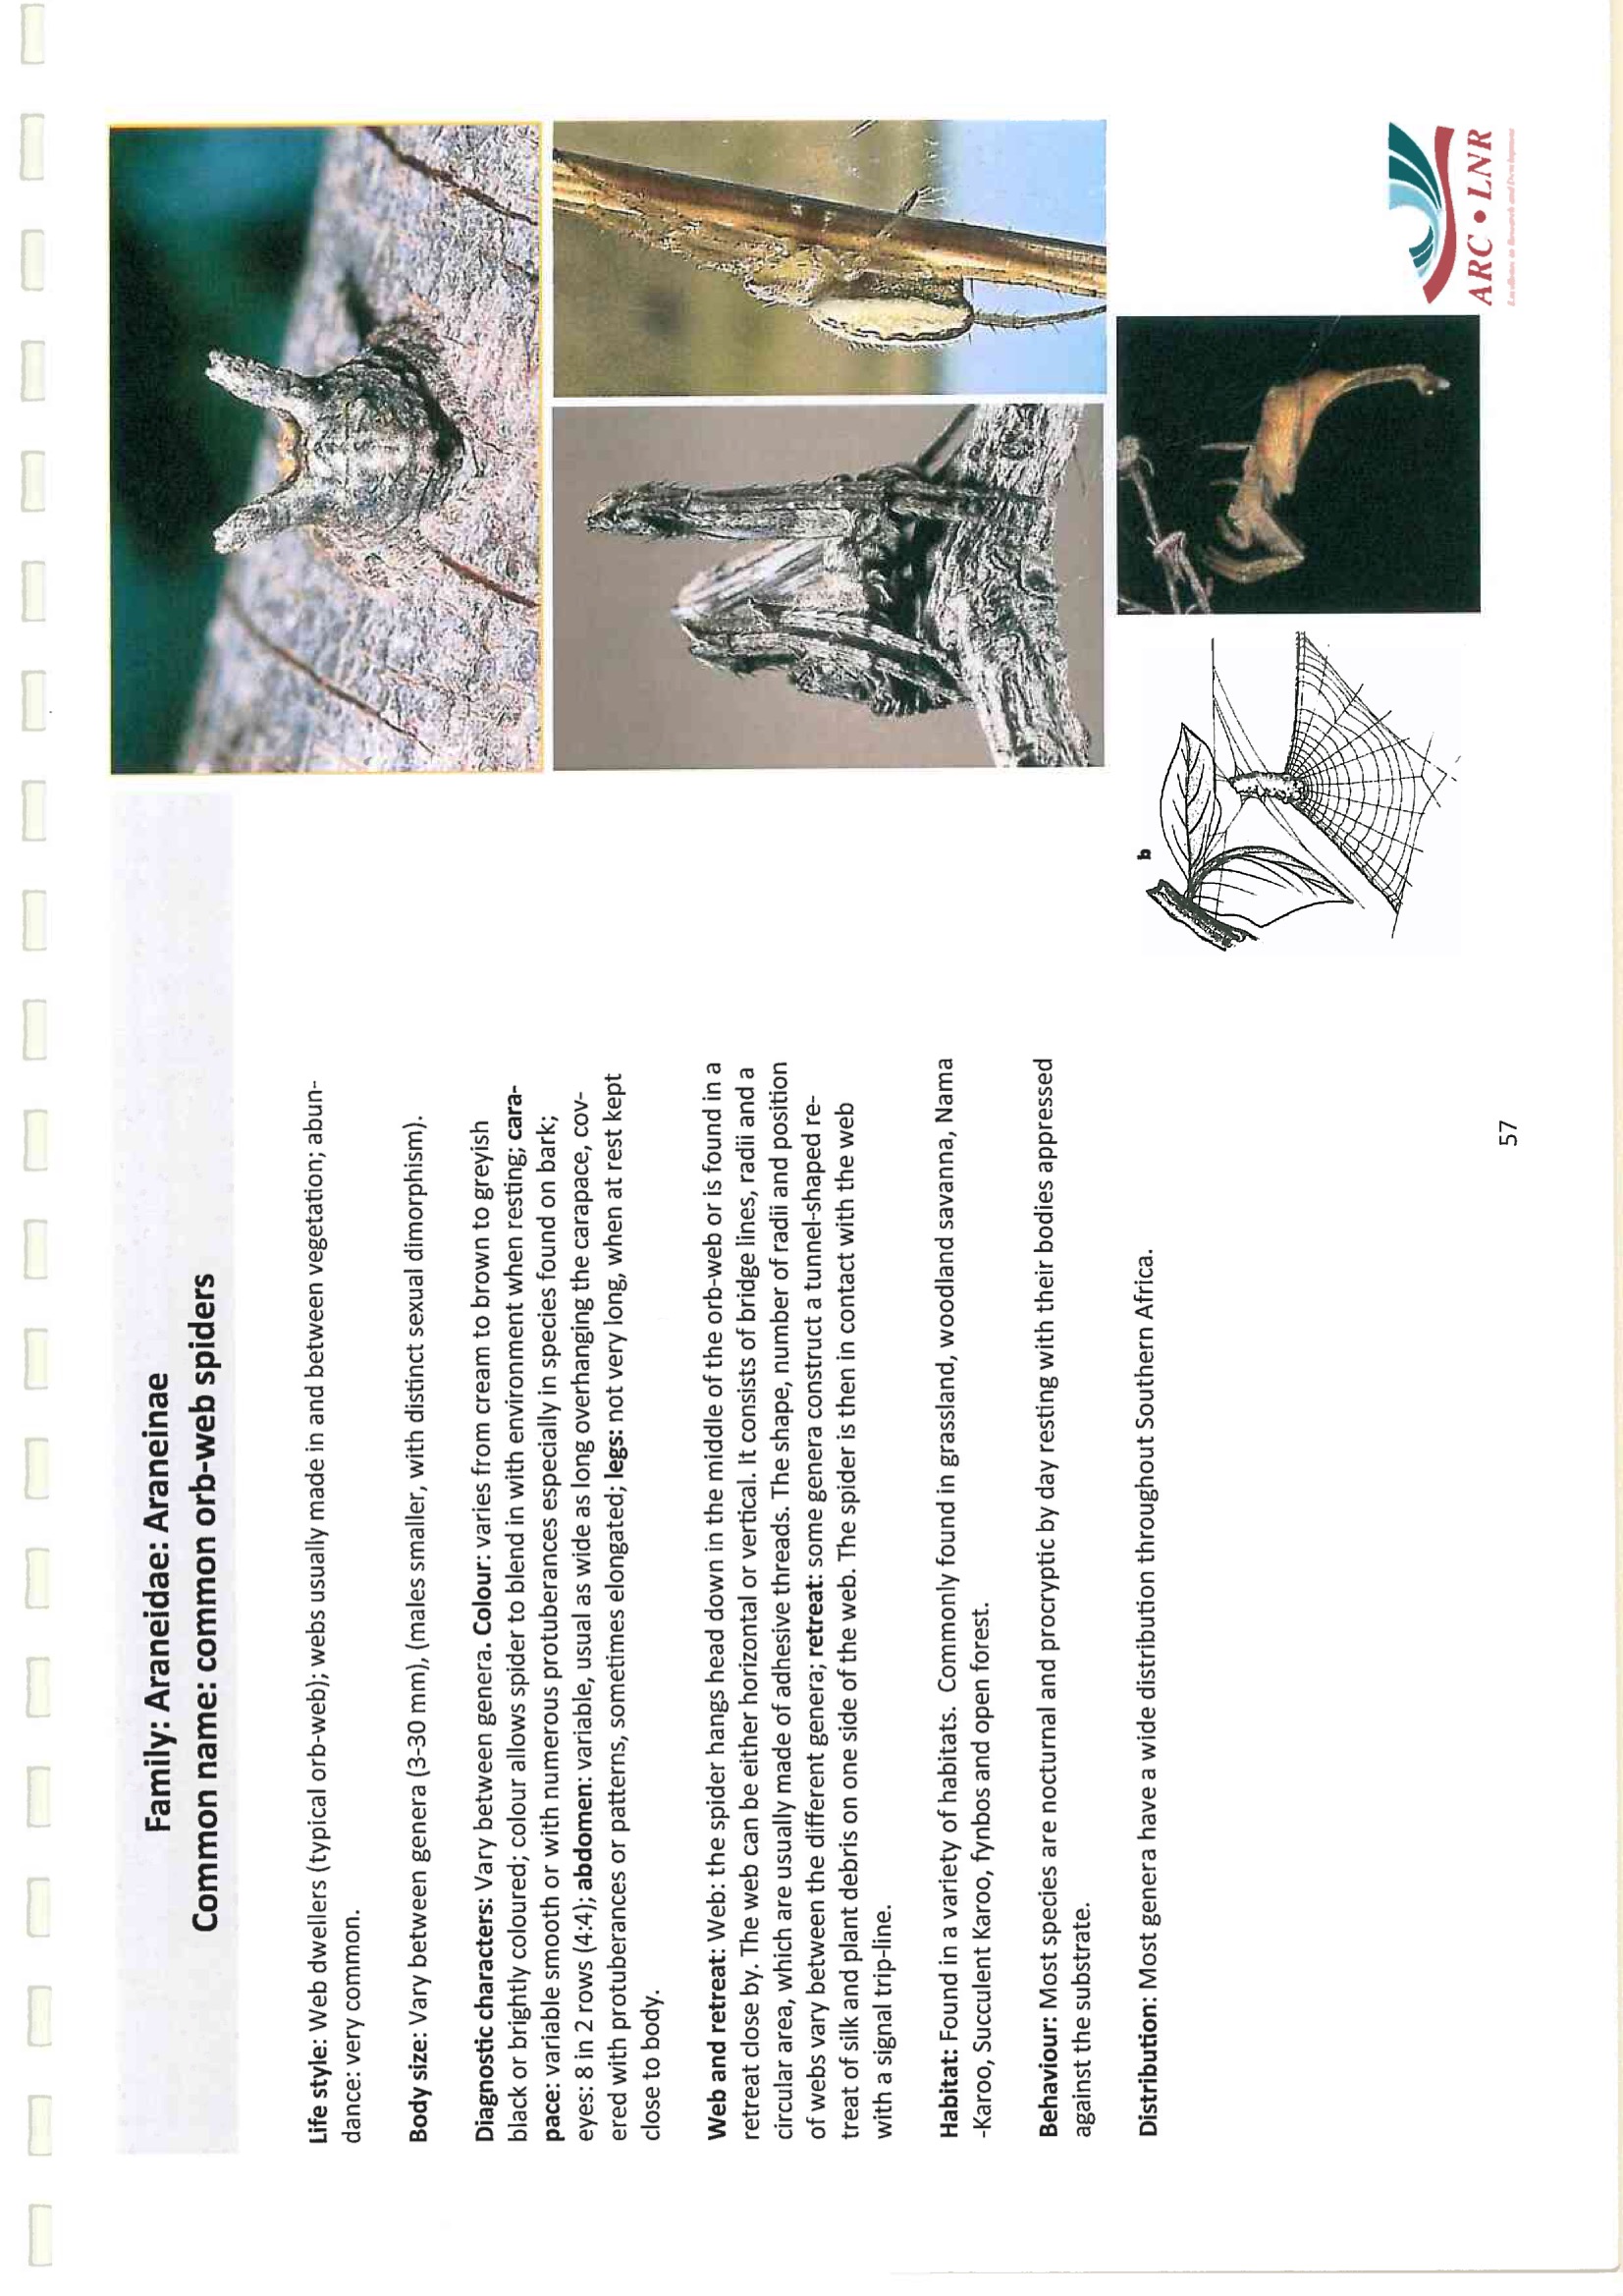 Family: Araneidae: Araneinae
Common name: common orb-web spiders
Life style: Web dwellers (typical orb-web); webs usually made in and between vegetation; abun-
dance: very common.
Body size: Vary between genera (3-30 mm), (males smaller, with distinct sexual dimorphism).
Diagnostic characters: Vary between genera. Colour: varies from cream to brown to greyish
black or brightly coloured; colour allows spider to blend in with environment when resting; cara-
pace: variable smooth or with numerous protuberances especially in species found on bark;
eyes: 8 in 2 rows (4:4); abdomen: variable, usual as wide as long overhanging the carapace, cov-
ered with protuberances or patterns, sometimes elongated; legs: not very long, when at rest kept
close to body.
Web and retreat: Web: the spider hangs head down in the middle of the orb-web or is found in a
retreat close by. The web can be either horizontal or vertical. It consists of bridge lines, radii and a
circular area, which are usually made of adhesive threads. The shape, number of radii and position
of webs vary between the different genera; retreat: some genera construct a tunnel-shaped re-
treat of silk and plant debris on one side of the web. The spider is then in contact with the web
with a signal trip-line.
Habitat: Found in a variety of habitats. Commonly found in grassland, woodland savanna, Nama
-Karoo, Succulent Karoo, fynbos and open forest.
Behaviour: Most species are nocturnal and procryptic by day resting with their bodies appressed
against the substrate.
Distribution: Most genera have a wide distribution throughout Southern Africa.
b
ARC • LNR
Excellence in Research and Development
57